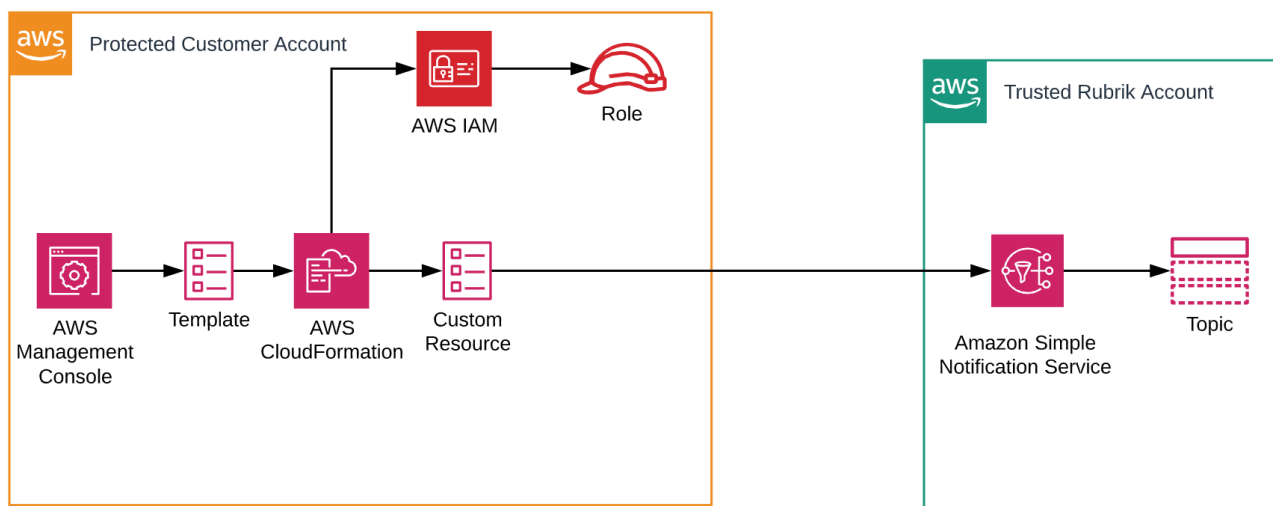 aws
Protected Customer Account
AWS IAM
Role
aws
Trusted Rubrik Account
AWS
Management
Console
Template
AWS
CloudFormation
Custom
Resource
Amazon Simple
Notification Service
Topic